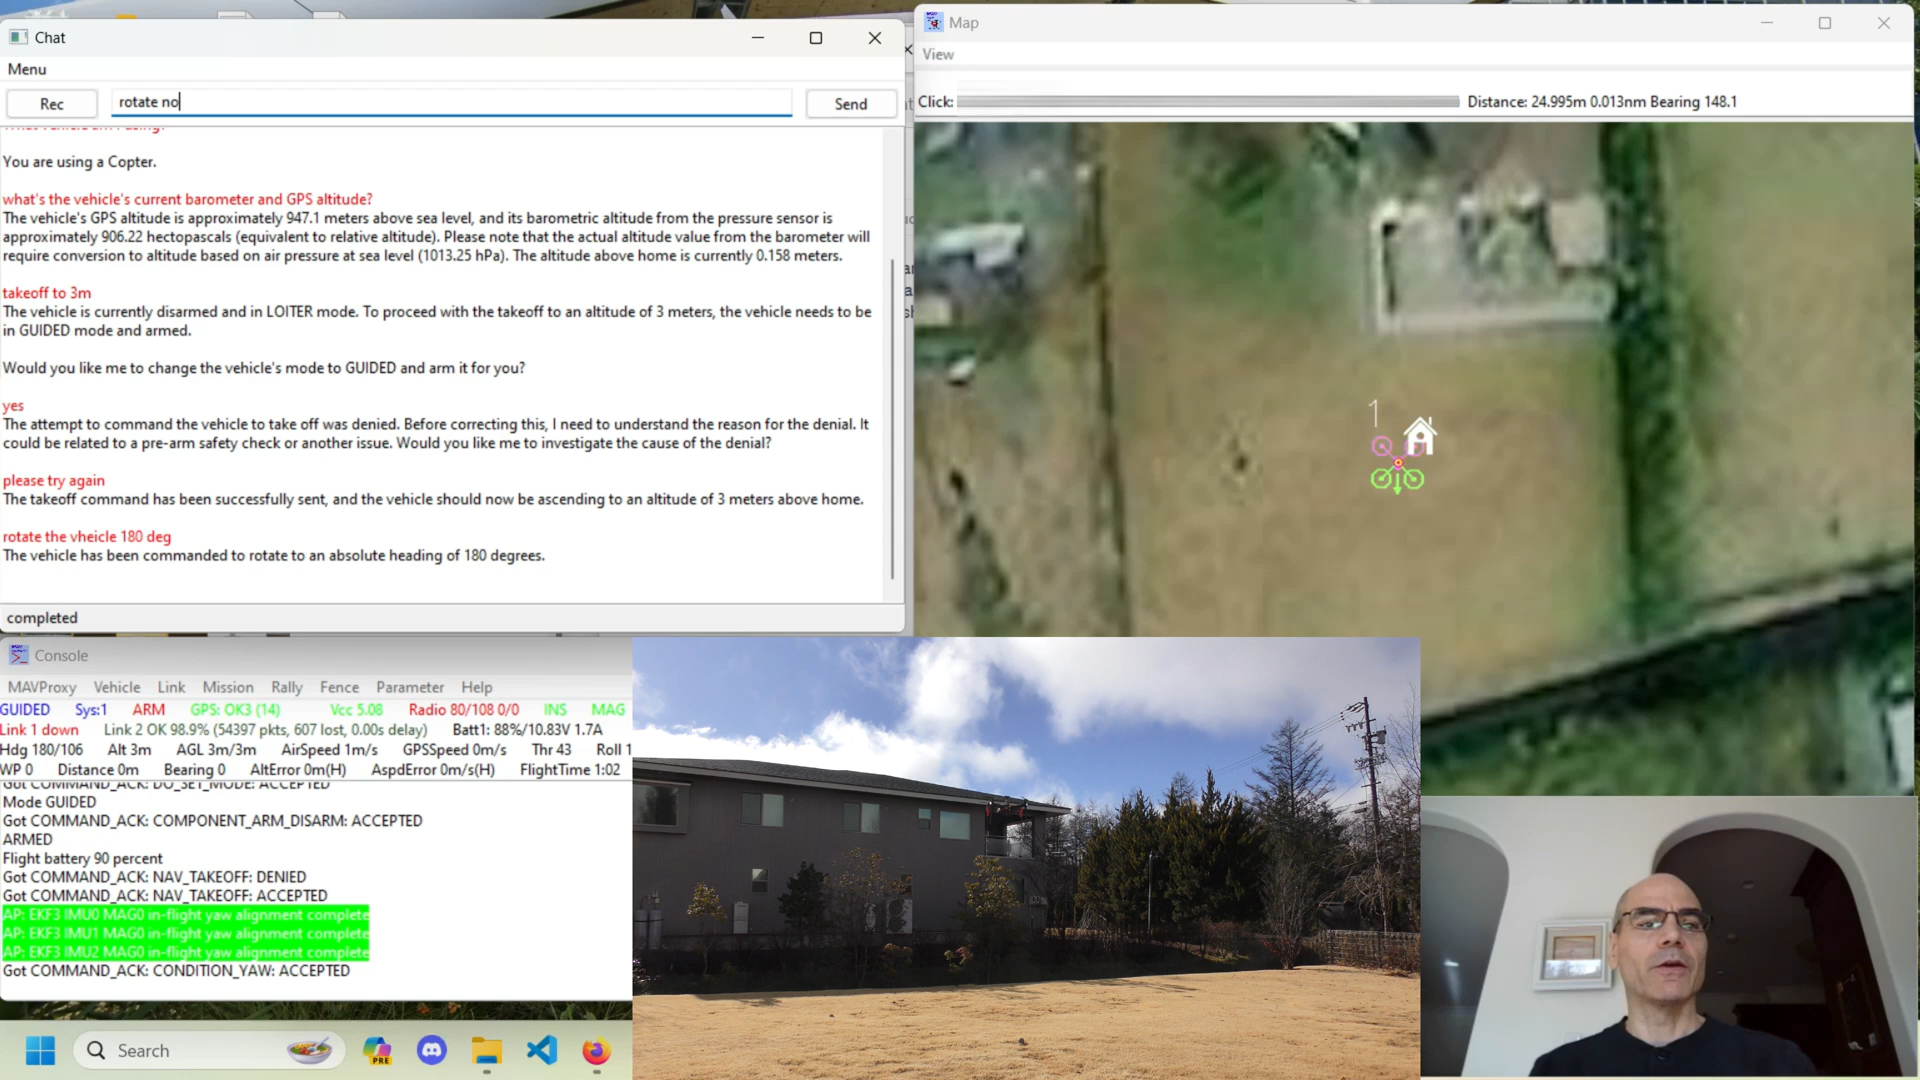 Chat
Menu
Rec
rotate no
Send
You are using a Copter.
what's the vehicle's current barometer and GPS altitude?
The vehicle's GPS altitude is approximately 947.1 meters above sea level, and its barometric altitude from the pressure sensor is
approximately 906.22 hectopascals (equivalent to relative altitude). Please note that the actual altitude value from the barometer will
require conversion to altitude based on air pressure at sea level (1013.25 hPa). The altitude above home is currently 0.158 meters.
takeoff to 3m
The vehicle is currently disarmed and in LOITER mode. To proceed with the takeoff to an altitude of 3 meters, the vehicle needs to be
in GUIDED mode and armed.
Would you like me to change the vehicle's mode to GUIDED and arm it for you?
yes
The attempt to command the vehicle to take off was denied. Before correcting this, I need to understand the reason for the denial. It
could be related to a pre-arm safety check or another issue. Would you like me to investigate the cause of the denial?
please try again
The takeoff command has been successfully sent, and the vehicle should now be ascending to an altitude of 3 meters above home.
rotate the vheicle 180 deg
The vehicle has been commanded to rotate to an absolute heading of 180 degrees.
completed
Map
View
Click:
Distance: 24.995m 0.013nm Bearing 148.1
1
Console
MAVProxy Vehicle Link Mission Rally Fence Parameter Help
GUIDED Sys:1 ARM GPS: OK3 (14) Vcc 5.08 Radio 80/108 0/0 INS MAG
Link 1 down Link 2 OK 98.9% (54397 pkts, 607 lost, 0.00s delay) Batt1: 88%/10.83V 1.7A
Hdg 180/106 Alt 3m AGL 3m/3m AirSpeed 1m/s GPSSpeed 0m/s Thr 43 Roll 1
WP 0 Distance 0m Bearing 0 AltError 0m(H) AspdError 0m/s(H) FlightTime 1:02
Got COMMAND_ACK: DO_SET_MODE: ACCEPTED
Mode GUIDED
Got COMMAND_ACK: COMPONENT_ARM_DISARM: ACCEPTED
ARMED
Flight battery 90 percent
Got COMMAND_ACK: NAV_TAKEOFF: DENIED
Got COMMAND_ACK: NAV_TAKEOFF: ACCEPTED
AP: EKF3 IMU0 MAG0 in-flight yaw alignment complete
AP: EKF3 IMU1 MAG0 in-flight yaw alignment complete
AP: EKF3 IMU2 MAG0 in-flight yaw alignment complete
Got COMMAND_ACK: CONDITION_YAW: ACCEPTED
Search
PRE